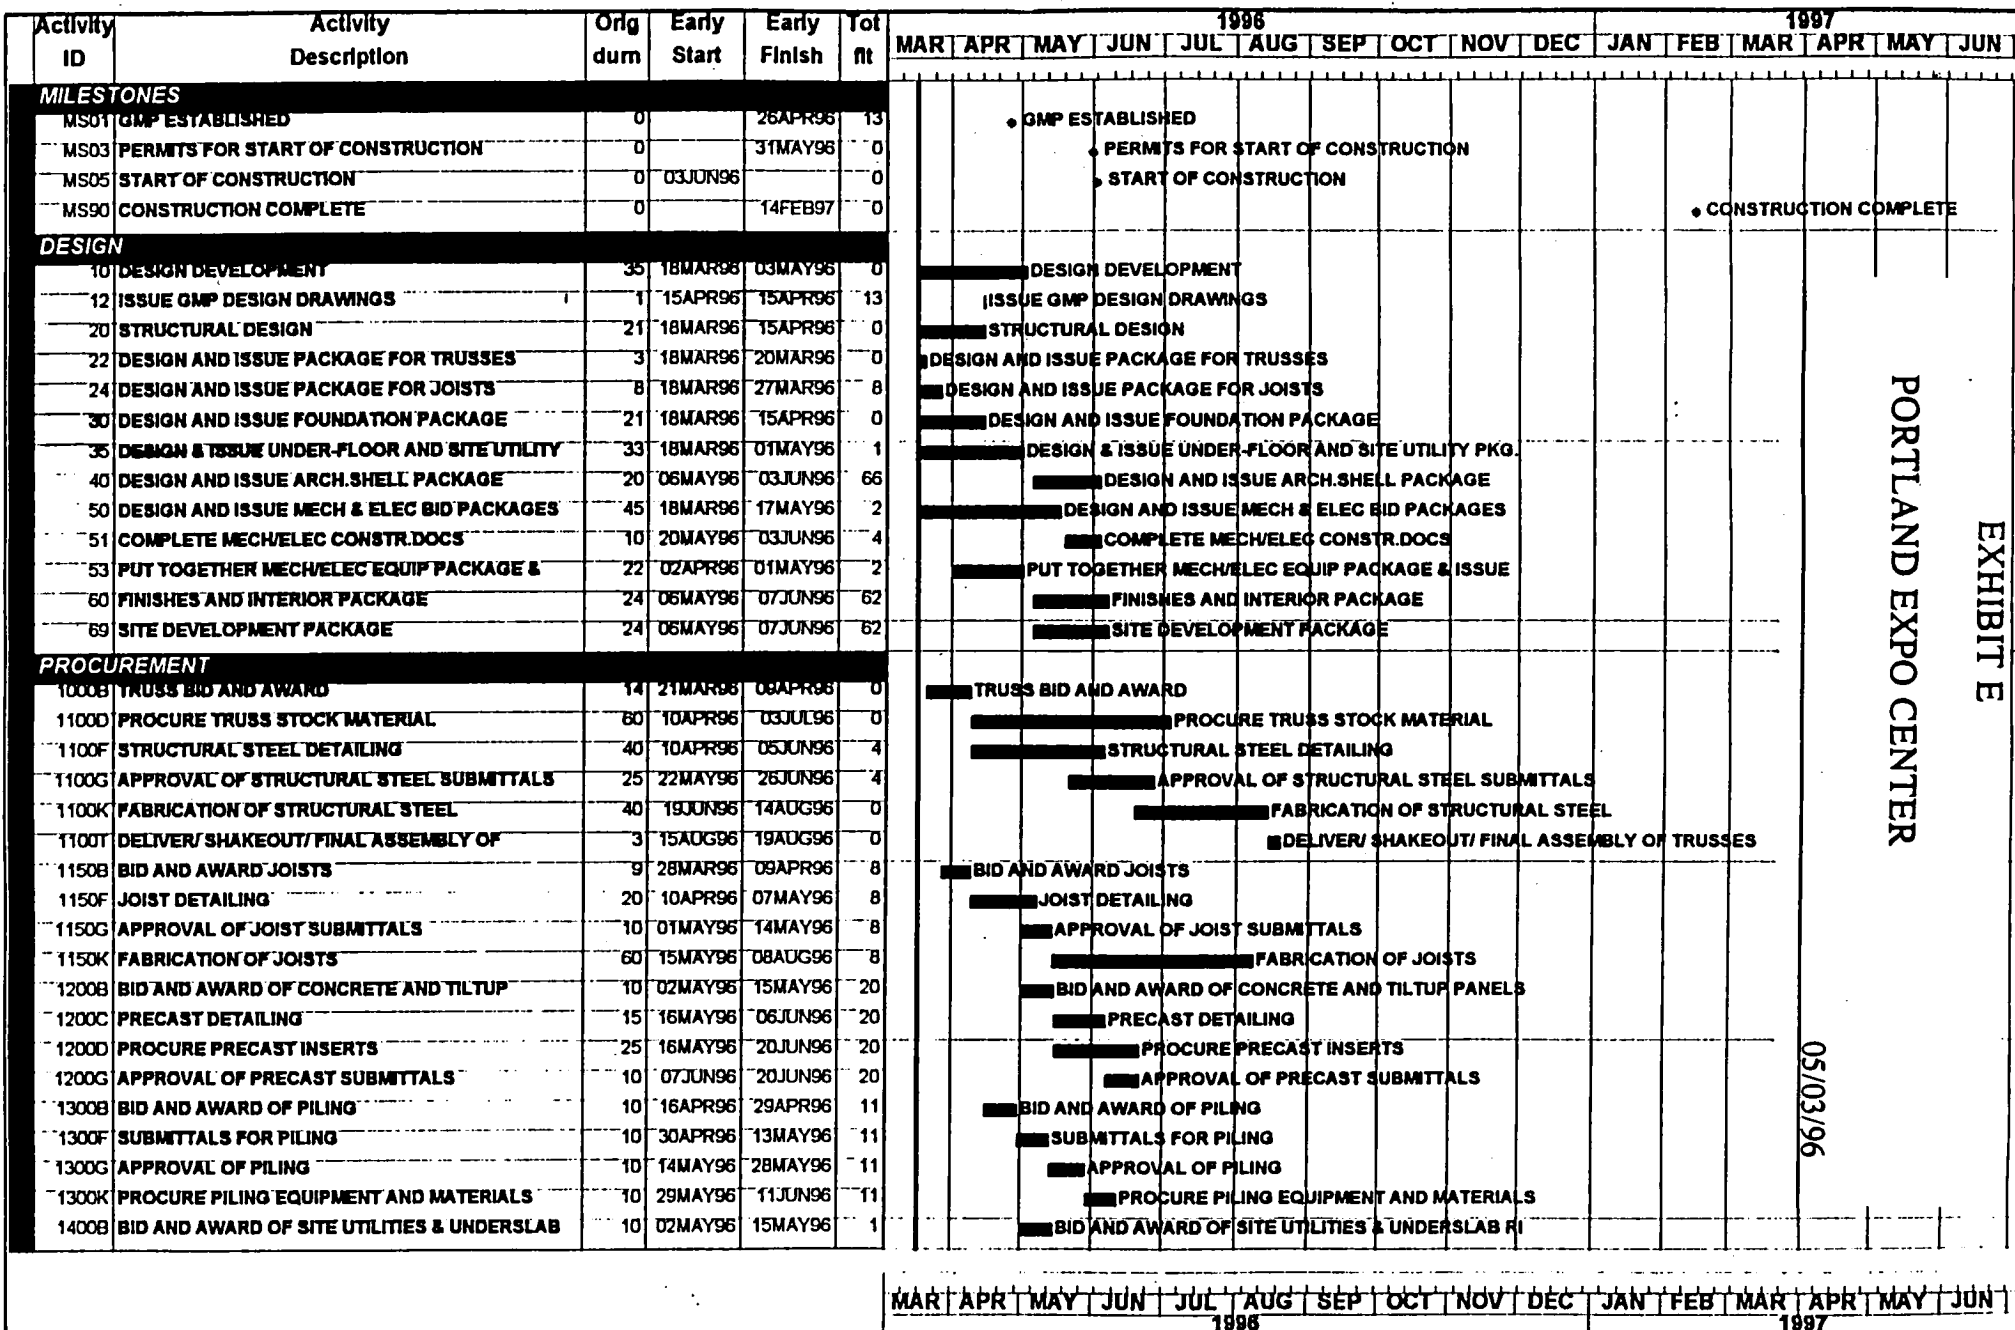 Activity Activity Orig Early Early Tot 1996 1997
ID Description durn Start Finish flt MAR APR MAY JUN JUL AUG SEP OCT NOV DEC JAN FEB MAR APR MAY JUN
MILESTONES
MS01 GMP ESTABLISHED 0 26APR96 13 GMP ESTABLISHED
MS03 PERMITS FOR START OF CONSTRUCTION 0 31MAY96 0 PERMITS FOR START OF CONSTRUCTION
MS05 START OF CONSTRUCTION 0 03JUN96 0 START OF CONSTRUCTION
MS90 CONSTRUCTION COMPLETE 0 14FEB97 0 CONSTRUCTION COMPLETE
DESIGN
10 DESIGN DEVELOPMENT 35 18MAR96 03MAY96 0 DESIGN DEVELOPMENT
12 ISSUE GMP DESIGN DRAWINGS 1 15APR96 15APR96 13 ISSUE GMP DESIGN DRAWINGS
20 STRUCTURAL DESIGN 21 18MAR96 15APR96 0 STRUCTURAL DESIGN
22 DESIGN AND ISSUE PACKAGE FOR TRUSSES 3 18MAR96 20MAR96 0 DESIGN AND ISSUE PACKAGE FOR TRUSSES
24 DESIGN AND ISSUE PACKAGE FOR JOISTS 8 18MAR96 27MAR96 8 DESIGN AND ISSUE PACKAGE FOR JOISTS
30 DESIGN AND ISSUE FOUNDATION PACKAGE 21 18MAR96 15APR96 0 DESIGN AND ISSUE FOUNDATION PACKAGE
35 DESIGN & ISSUE UNDER-FLOOR AND SITE UTILITY 33 18MAR96 01MAY96 1 DESIGN & ISSUE UNDER-FLOOR AND SITE UTILITY PKG.
40 DESIGN AND ISSUE ARCH.SHELL PACKAGE 20 06MAY96 03JUN96 66 DESIGN AND ISSUE ARCH.SHELL PACKAGE
50 DESIGN AND ISSUE MECH & ELEC BID PACKAGES 45 18MAR96 17MAY96 2 DESIGN AND ISSUE MECH & ELEC BID PACKAGES
51 COMPLETE MECH/ELEC CONSTR.DOCS 10 20MAY96 03JUN96 4 COMPLETE MECH/ELEC CONSTR.DOCS
53 PUT TOGETHER MECH/ELEC EQUIP PACKAGE & 22 02APR96 01MAY96 2 PUT TOGETHER MECH/ELEC EQUIP PACKAGE & ISSUE
60 FINISHES AND INTERIOR PACKAGE 24 06MAY96 07JUN96 62 FINISHES AND INTERIOR PACKAGE
69 SITE DEVELOPMENT PACKAGE 24 06MAY96 07JUN96 62 SITE DEVELOPMENT PACKAGE
PROCUREMENT
1000B TRUSS BID AND AWARD 14 21MAR96 09APR96 0 TRUSS BID AND AWARD
1100D PROCURE TRUSS STOCK MATERIAL 60 10APR96 03JUL96 0 PROCURE TRUSS STOCK MATERIAL
1100F STRUCTURAL STEEL DETAILING 40 10APR96 05JUN96 4 STRUCTURAL STEEL DETAILING
1100G APPROVAL OF STRUCTURAL STEEL SUBMITTALS 25 22MAY96 26JUN96 4 APPROVAL OF STRUCTURAL STEEL SUBMITTALS
1100K FABRICATION OF STRUCTURAL STEEL 40 19JUN96 14AUG96 0 FABRICATION OF STRUCTURAL STEEL
1100T DELIVER/ SHAKEOUT/ FINAL ASSEMBLY OF 3 15AUG96 19AUG96 0 DELIVER/ SHAKEOUT/ FINAL ASSEMBLY OF TRUSSES
1150B BID AND AWARD JOISTS 9 28MAR96 09APR96 8 BID AND AWARD JOISTS
1150F JOIST DETAILING 20 10APR96 07MAY96 8 JOIST DETAILING
1150G APPROVAL OF JOIST SUBMITTALS 10 01MAY96 14MAY96 8 APPROVAL OF JOIST SUBMITTALS
1150K FABRICATION OF JOISTS 60 15MAY96 08AUG96 8 FABRICATION OF JOISTS
1200B BID AND AWARD OF CONCRETE AND TILTUP 10 02MAY96 15MAY96 20 BID AND AWARD OF CONCRETE AND TILTUP PANELS
1200C PRECAST DETAILING 15 16MAY96 06JUN96 20 PRECAST DETAILING
1200D PROCURE PRECAST INSERTS 25 16MAY96 20JUN96 20 PROCURE PRECAST INSERTS
1200G APPROVAL OF PRECAST SUBMITTALS 10 07JUN96 20JUN96 20 APPROVAL OF PRECAST SUBMITTALS
1300B BID AND AWARD OF PILING 10 16APR96 29APR96 11 BID AND AWARD OF PILING
1300F SUBMITTALS FOR PILING 10 30APR96 13MAY96 11 SUBMITTALS FOR PILING
1300G APPROVAL OF PILING 10 14MAY96 28MAY96 11 APPROVAL OF PILING
1300K PROCURE PILING EQUIPMENT AND MATERIALS 10 29MAY96 11JUN96 11 PROCURE PILING EQUIPMENT AND MATERIALS
1400B BID AND AWARD OF SITE UTILITIES & UNDERSLAB 10 02MAY96 15MAY96 1 BID AND AWARD OF SITE UTILITIES & UNDERSLAB RI
MAR APR MAY JUN JUL AUG SEP OCT NOV DEC JAN FEB MAR APR MAY JUN
1996 1997
EXHIBIT E
PORTLAND EXPO CENTER
05/03/96